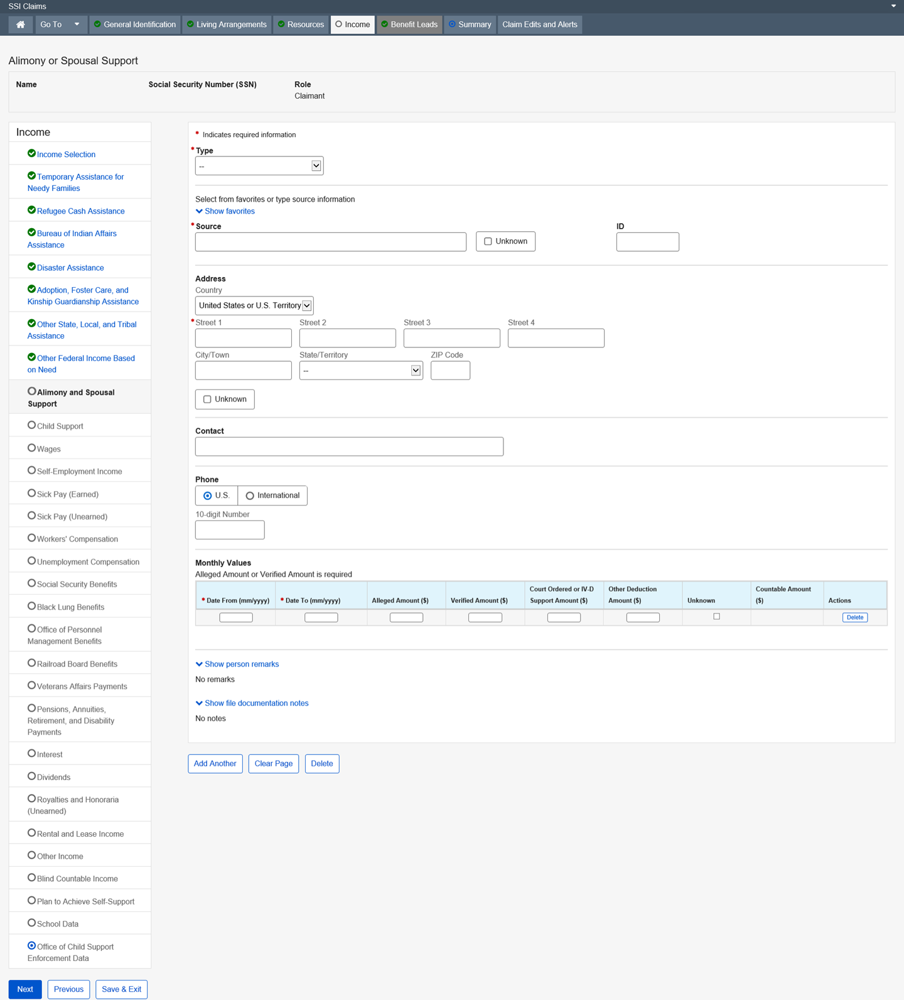 SSI Claims
Go To General Identification Living Arrangements Resources Income Benefit Leads Summary Claim Edits and Alerts
Alimony or Spousal Support
Name Social Security Number (SSN) Role
Claimant
Income
Income Selection
Temporary Assistance for
Needy Families
Refugee Cash Assistance
Bureau of Indian Affairs
Assistance
Disaster Assistance
Adoption, Foster Care, and
Kinship Guardianship Assistance
Other State, Local, and Tribal
Assistance
Other Federal Income Based
on Need
Alimony and Spousal
Support
Child Support
Wages
Self-Employment Income
Sick Pay (Earned)
Sick Pay (Unearned)
Workers' Compensation
Unemployment Compensation
Social Security Benefits
Black Lung Benefits
Office of Personnel
Management Benefits
Railroad Board Benefits
Veterans Affairs Payments
Pensions, Annuities,
Retirement, and Disability
Payments
Interest
Dividends
Royalties and Honoraria
(Unearned)
Rental and Lease Income
Other Income
Blind Countable Income
Plan to Achieve Self-Support
School Data
Office of Child Support
Enforcement Data
Next Previous Save & Exit
* Indicates required information
* Type
--
Select from favorites or type source information
Show favorites
* Source ID
Unknown
Address
Country
United States or U.S. Territory
* Street 1 Street 2 Street 3 Street 4
City/Town State/Territory ZIP Code
--
Unknown
Contact
Phone
U.S. International
10-digit Number
Monthly Values
Alleged Amount or Verified Amount is required
* Date From (mm/yyyy) * Date To (mm/yyyy) Alleged Amount ($) Verified Amount ($) Court Ordered or IV-D Support Amount ($) Other Deduction Amount ($) Unknown Countable Amount ($) Actions
Delete
Show person remarks
No remarks
Show file documentation notes
No notes
Add Another Clear Page Delete